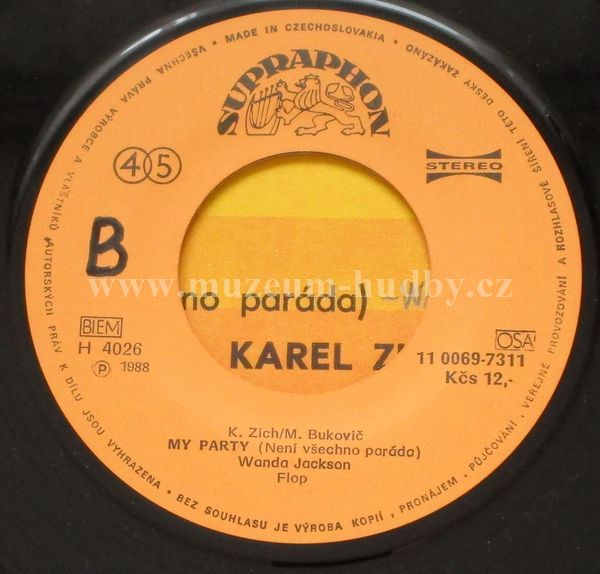 VŠECHNA PRÁVA VÝROBCE A VLASTNÍKŮ AUTORSKÝCH PRÁV K DÍLU JSOU VYHRAZENA • BEZ SOUHLASU JE VÝROBA KOPIÍ, PRONÁJEM, PŮJČOVÁNÍ, VEŘEJNÉ PROVOZOVÁNÍ A ROZHLASOVÉ ŠÍŘENÍ TÉTO DESKY ZAKÁZÁNO • MADE IN CZECHOSLOVAKIA •
SUPRAPHON
45
STEREO
B
www.muzeum-hudby.cz
no paráda) -W
KAREL Z
BIEM
H 4026
Ⓟ 1988
OSA
11 0069-7311
Kčs 12,-
K. Zich/M. Bukovič
MY PARTY (Není všechno paráda)
Wanda Jackson
Flop